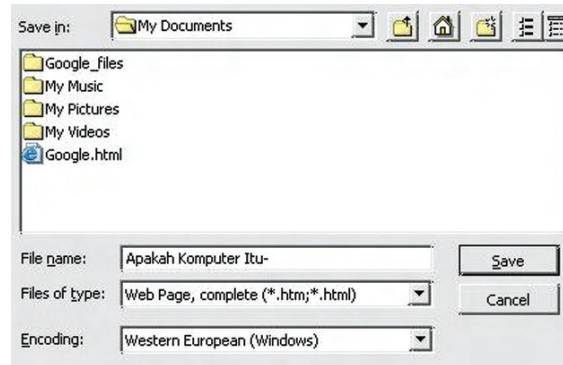 Save in: My Documents
Google_files
My Music
My Pictures
My Videos
Google.html
File name: Apakah Komputer Itu- Save
Files of type: Web Page, complete (*.htm;*.html) Cancel
Encoding: Western European (Windows)